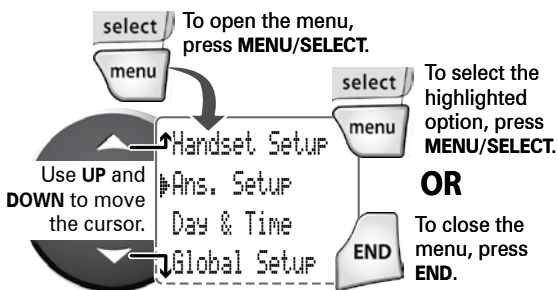 select
To open the menu,
press MENU/SELECT.
menu
select
To select the
highlighted
option, press
MENU/SELECT.
menu
Handset Setup
Ans. Setup
Day & Time
Global Setup
Use UP and
DOWN to move
the cursor.
OR
END
To close the
menu, press
END.